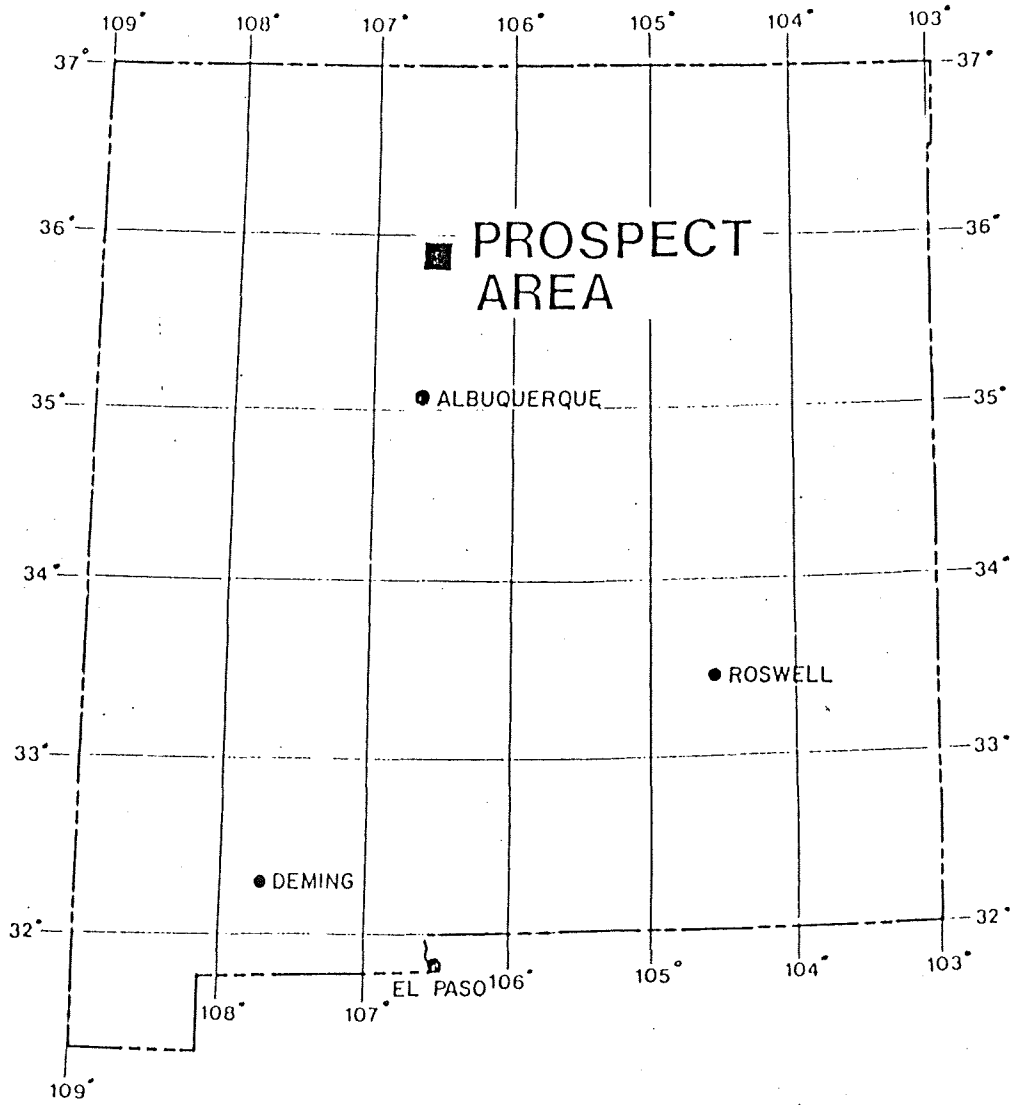 109° 108° 107° 106° 105° 104° 103°
37° 37°
36° 36°
PROSPECT
AREA
35° ALBUQUERQUE 35°
34° 34°
ROSWELL
33° 33°
DEMING
32° 32°
EL PASO 106° 105° 104° 103°
108° 107°
109°